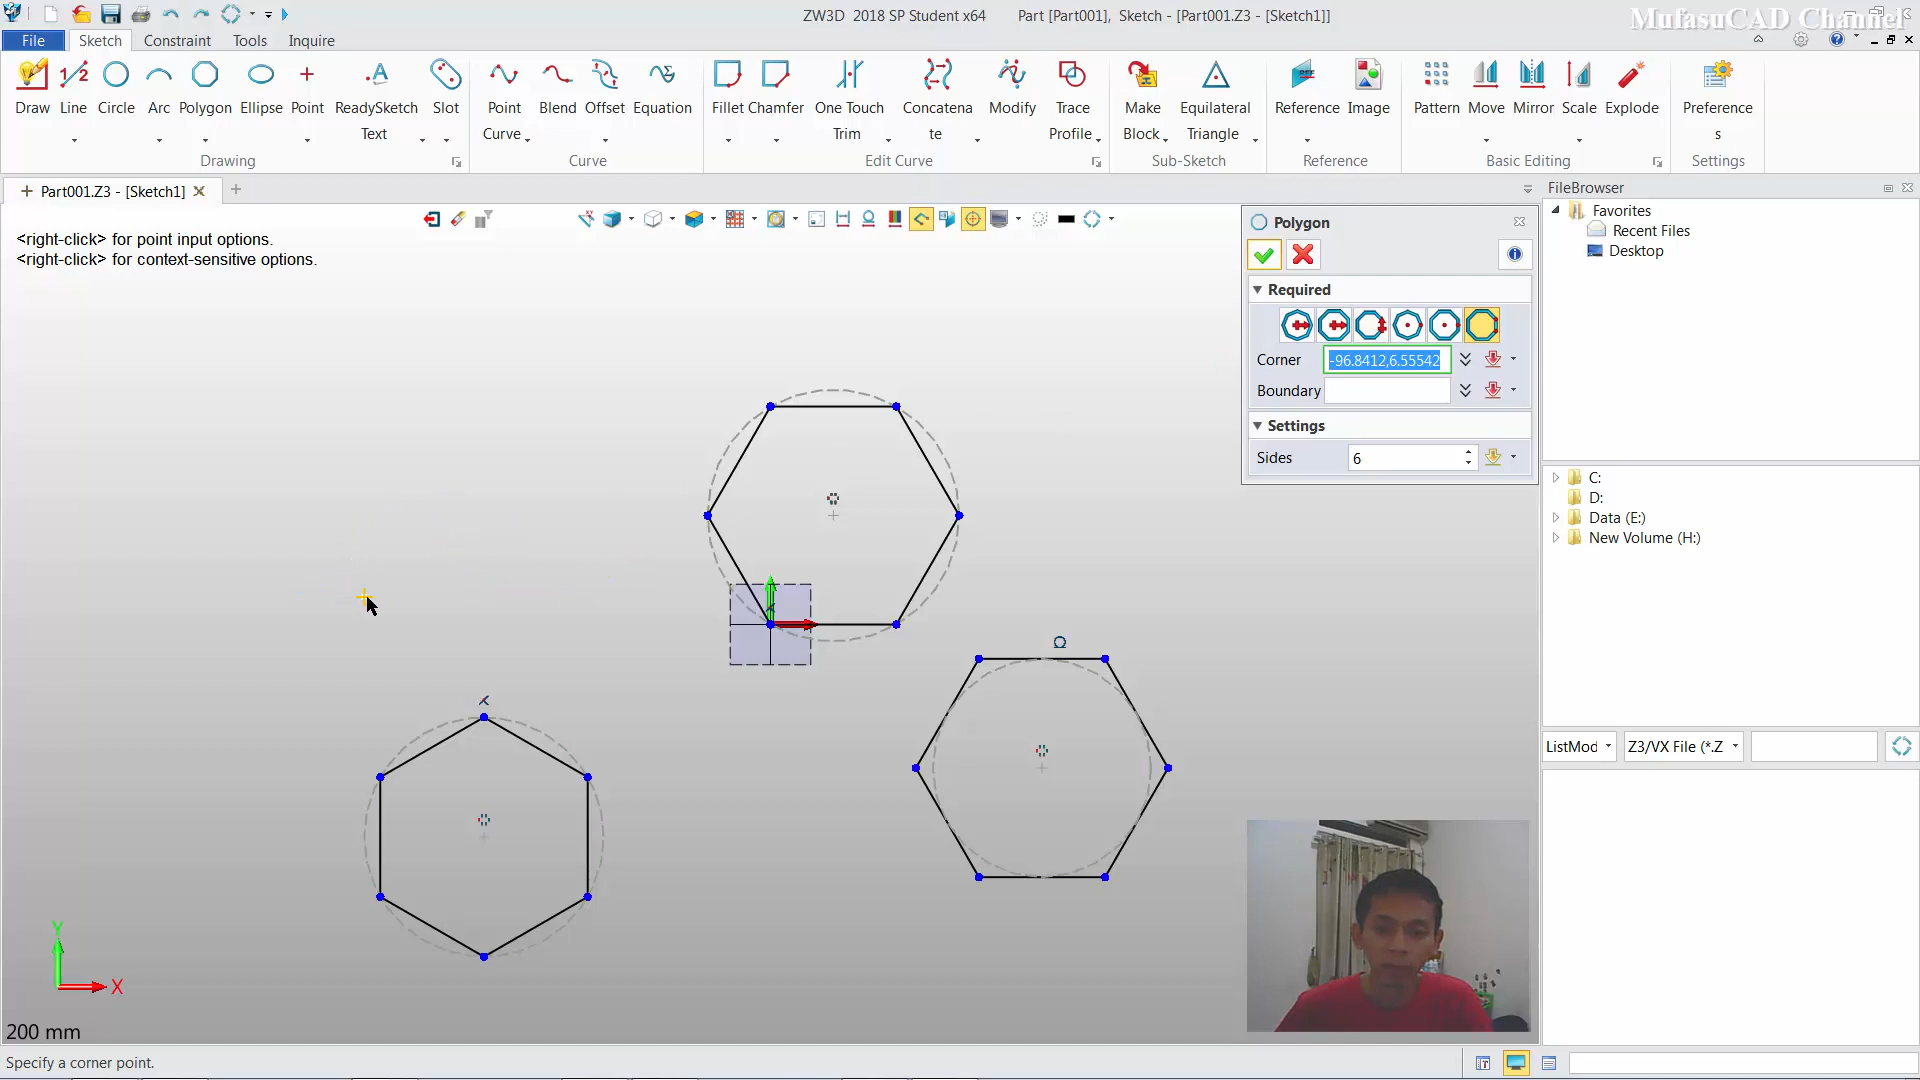 ZW3D 2018 SP Student x64 Part [Part001], Sketch - [Part001.Z3 - [Sketch1]]
MufasuCAD Channel
File Sketch Constraint Tools Inquire
Draw Line Circle Arc Polygon Ellipse Point ReadySketch Text Slot
Drawing
Point Curve Blend Offset Equation
Curve
Fillet Chamfer One Touch Trim Concatena te Modify Trace Profile
Edit Curve
Make Block Equilateral Triangle
Sub-Sketch
Reference Image
Reference
Pattern Move Mirror Scale Explode
Basic Editing
Preference s
Settings
Part001.Z3 - [Sketch1]
<right-click> for point input options.
<right-click> for context-sensitive options.
Polygon
Required
Corner -96.8412,6.55542
Boundary
Settings
Sides 6
FileBrowser
Favorites
Recent Files
Desktop
C:
D:
Data (E:)
New Volume (H:)
ListMod Z3/VX File (*.Z
Y
X
200 mm
Specify a corner point.